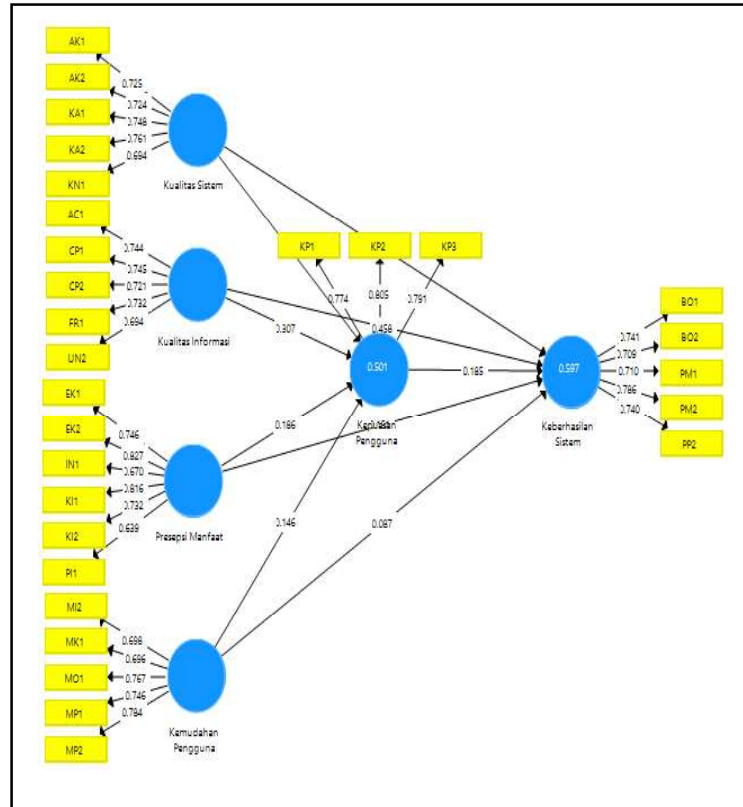 AK1
AK2
KA1
KA2
KN1
0.725
0.724
0.748
0.761
0.694
Kualitas Sistem
AC1
CP1
CP2
FR1
UN2
0.744
0.745
0.721
0.732
0.694
Kualitas Informasi
EK1
EK2
IN1
KI1
KI2
PI1
0.746
0.827
0.670
0.816
0.732
0.639
Presepsi Manfaat
MI2
MK1
MO1
MP1
MP2
0.698
0.696
0.767
0.746
0.784
Kemudahan
Pengguna
KP1
KP2
KP3
0.774
0.805
0.791
0.501
Pengguna
0.307
0.186
0.146
0.458
0.185
0.087
0.597
Keberhasilan
Sistem
BO1
BO2
PM1
PM2
PP2
0.741
0.709
0.710
0.786
0.740